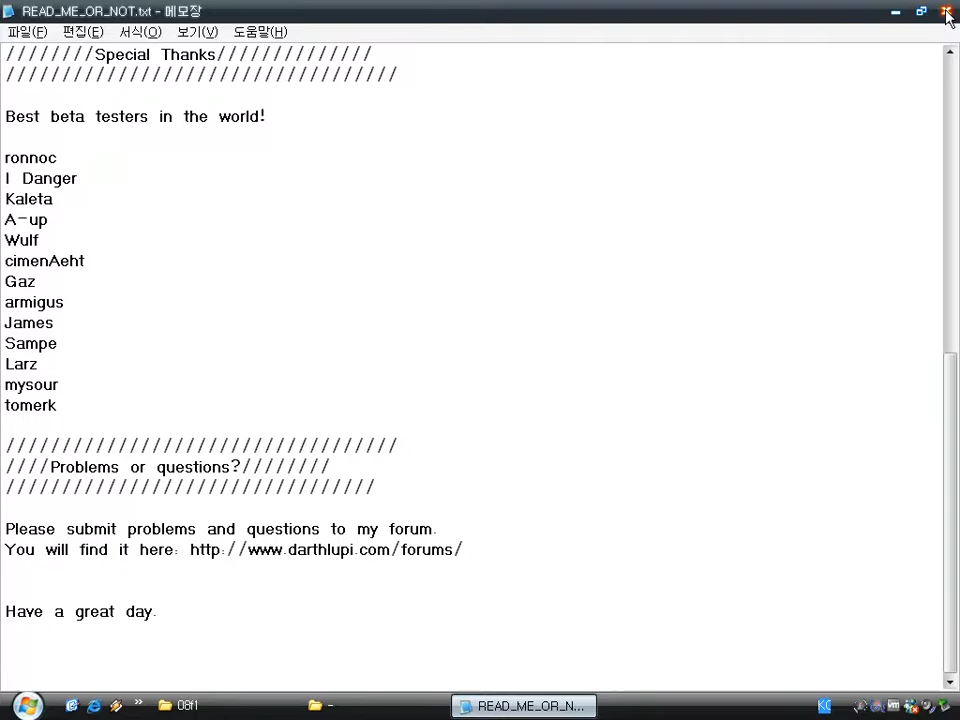 READ_ME_OR_NOT.txt - 메모장
파일(F) 편집(E) 서식(O) 보기(V) 도움말(H)
////////Special Thanks//////////////
///////////////////////////////////
Best beta testers in the world!
ronnoc
I Danger
Kaleta
A-up
Wulf
cimenAeht
Gaz
armigus
James
Sampe
Larz
mysour
tomerk
///////////////////////////////////
////Problems or questions?////////
/////////////////////////////////
Please submit problems and questions to my forum.
You will find it here: http://www.darthlupi.com/forums/
Have a great day.
08f1
-
READ_ME_OR_N...
KC